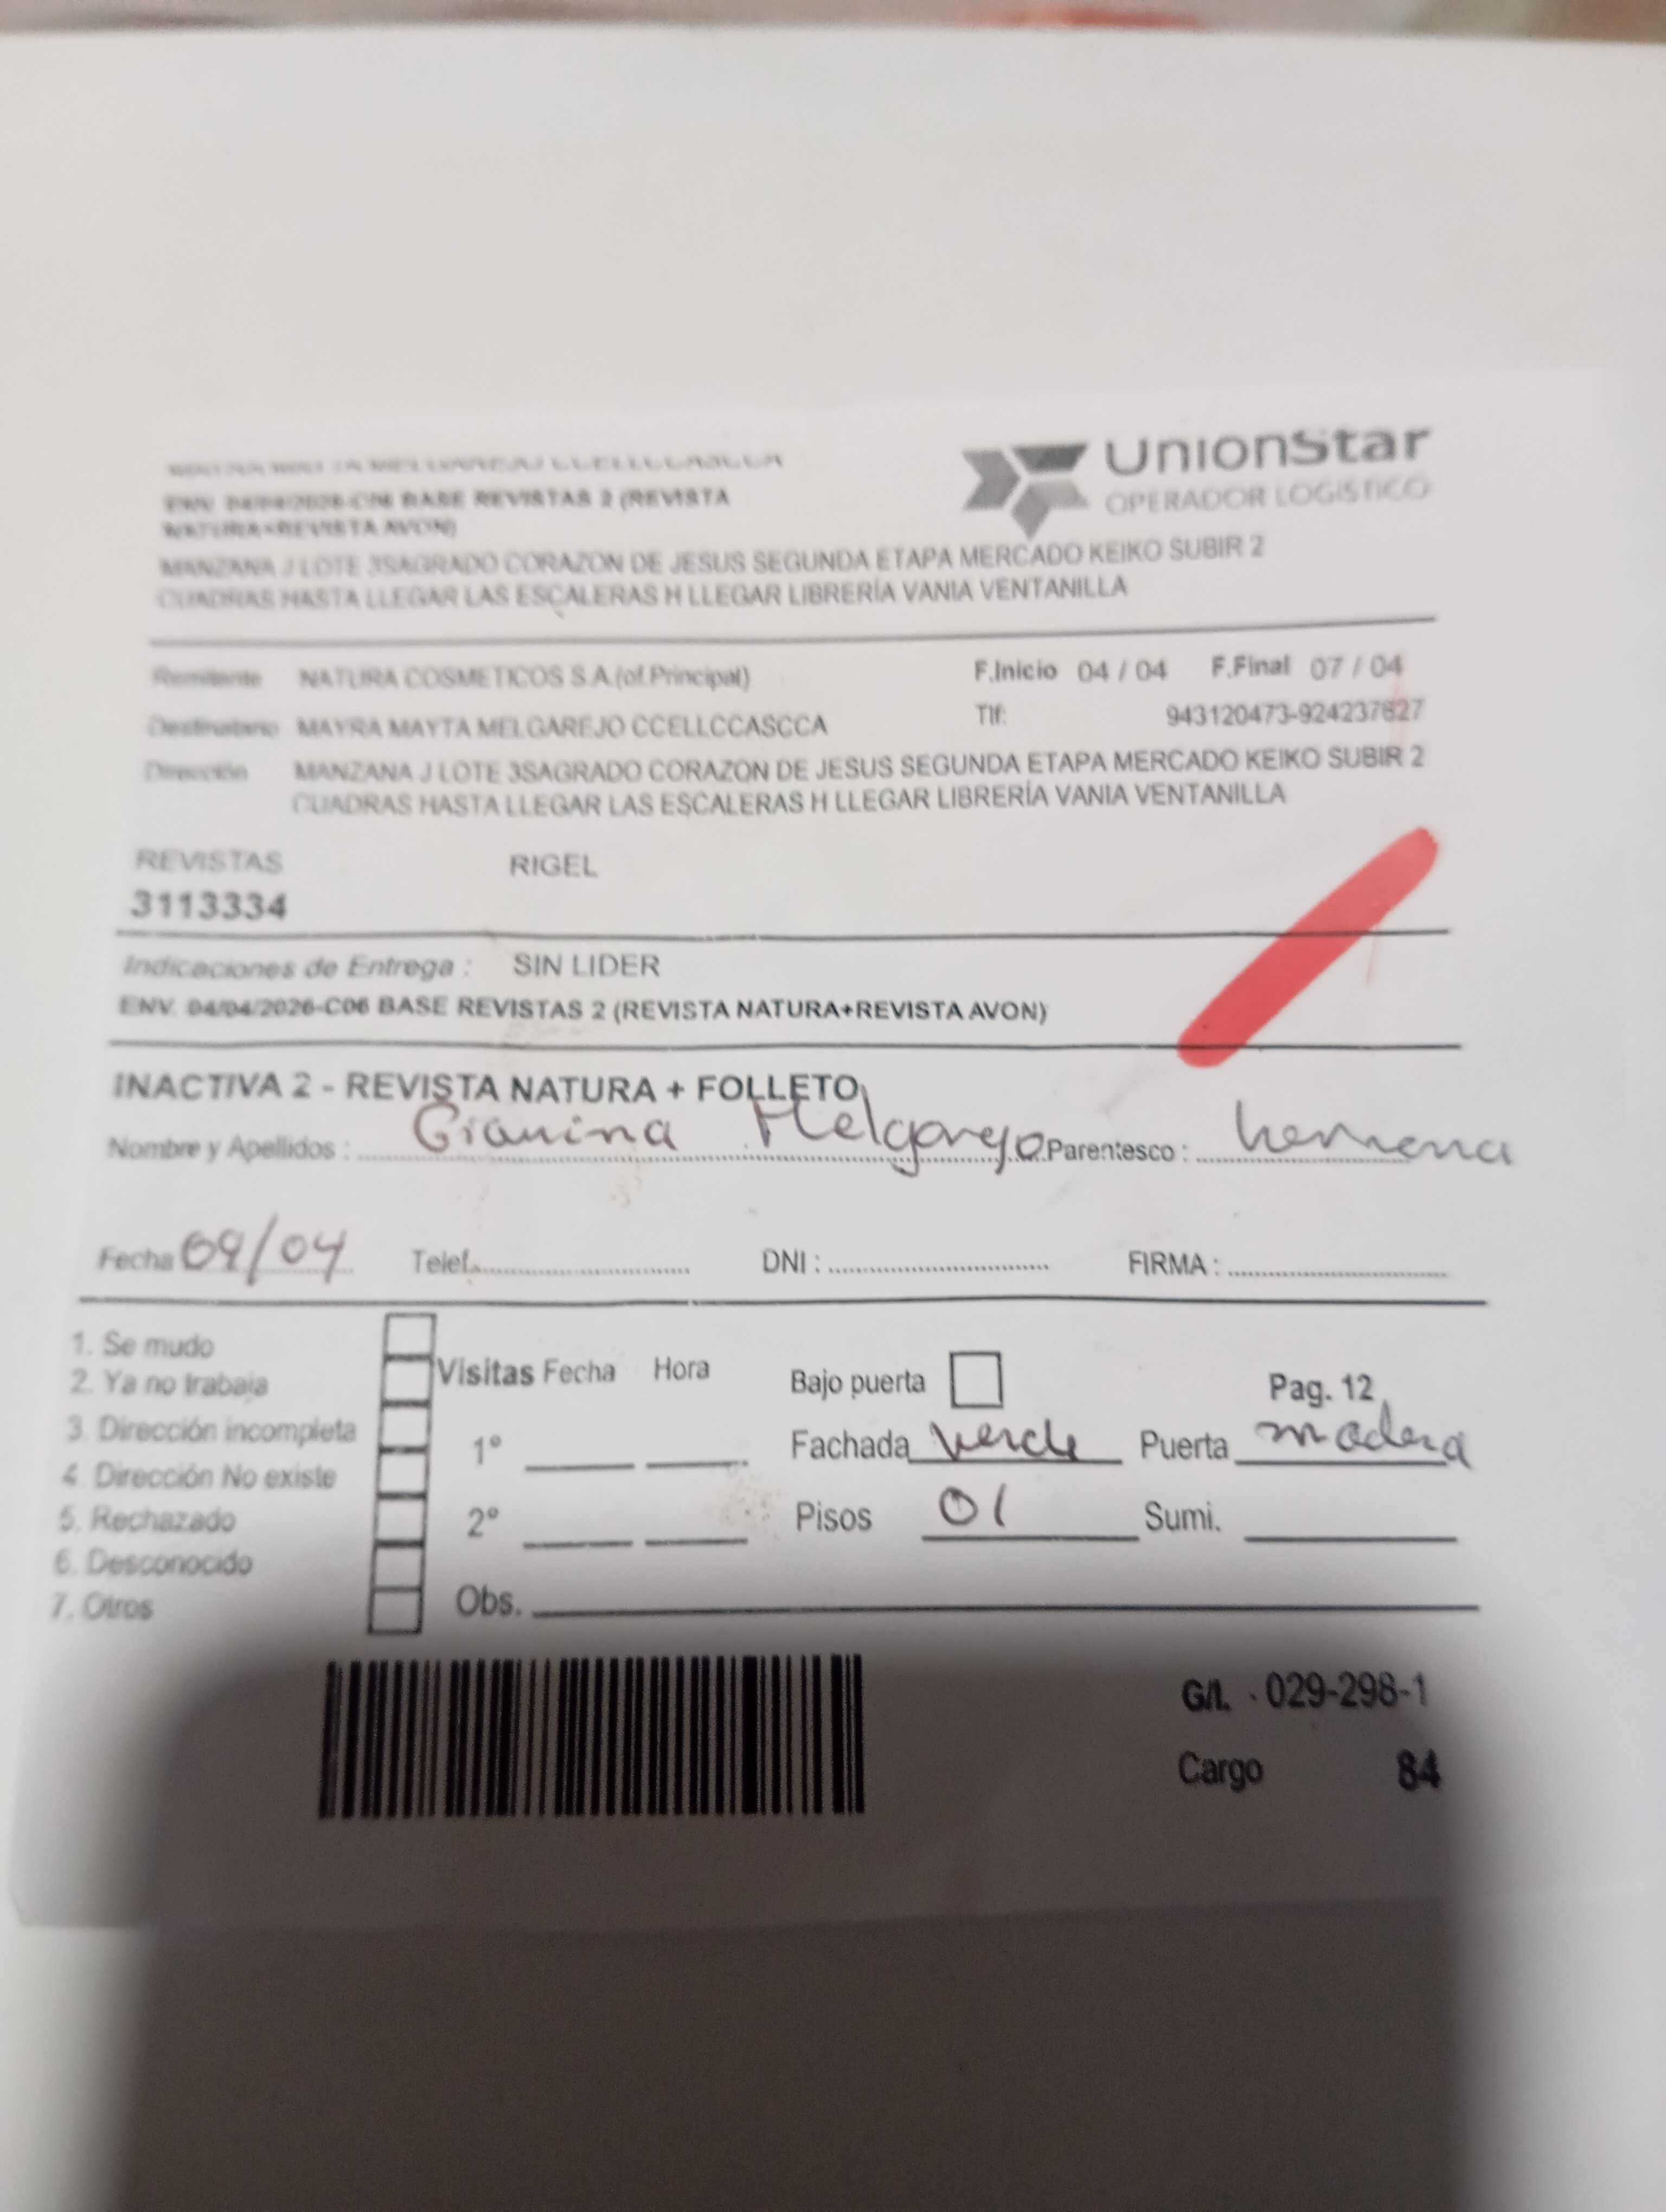 MAYRA MAYTA MELGAREJO CCELLCCASCCA
UnionStar
OPERADOR LOGÍSTICO
ENV. 04/04/2026-C06 BASE REVISTAS 2 (REVISTA
NATURA+REVISTA AVON)
MANZANA J LOTE 3SAGRADO CORAZON DE JESUS SEGUNDA ETAPA MERCADO KEIKO SUBIR 2
CUADRAS HASTA LLEGAR LAS ESCALERAS H LLEGAR LIBRERÍA VANIA VENTANILLA
Remitente NATURA COSMETICOS S.A.(of.Principal) F.Inicio 04 / 04 F.Final 07 / 04
Destinatario MAYRA MAYTA MELGAREJO CCELLCCASCCA Tlf: 943120473-924237827
Dirección MANZANA J LOTE 3SAGRADO CORAZON DE JESUS SEGUNDA ETAPA MERCADO KEIKO SUBIR 2
CUADRAS HASTA LLEGAR LAS ESCALERAS H LLEGAR LIBRERÍA VANIA VENTANILLA
REVISTAS RIGEL
3113334
Indicaciones de Entrega : SIN LIDER
ENV. 04/04/2026-C06 BASE REVISTAS 2 (REVISTA NATURA+REVISTA AVON)
INACTIVA 2 - REVISTA NATURA + FOLLETO
Nombre y Apellidos : Gianina Melgarejo Parentesco : hermana
Fecha 09/04 Telef. DNI : FIRMA :
1. Se mudo
2. Ya no trabaja
3. Dirección incompleta
4. Dirección No existe
5. Rechazado
6. Desconocido
7. Otros
Visitas Fecha Hora
1°
2°
Obs.
Bajo puerta Pag. 12
Fachada verde Puerta madera
Pisos 01 Sumi.
G/I. 029-298-1
Cargo 84